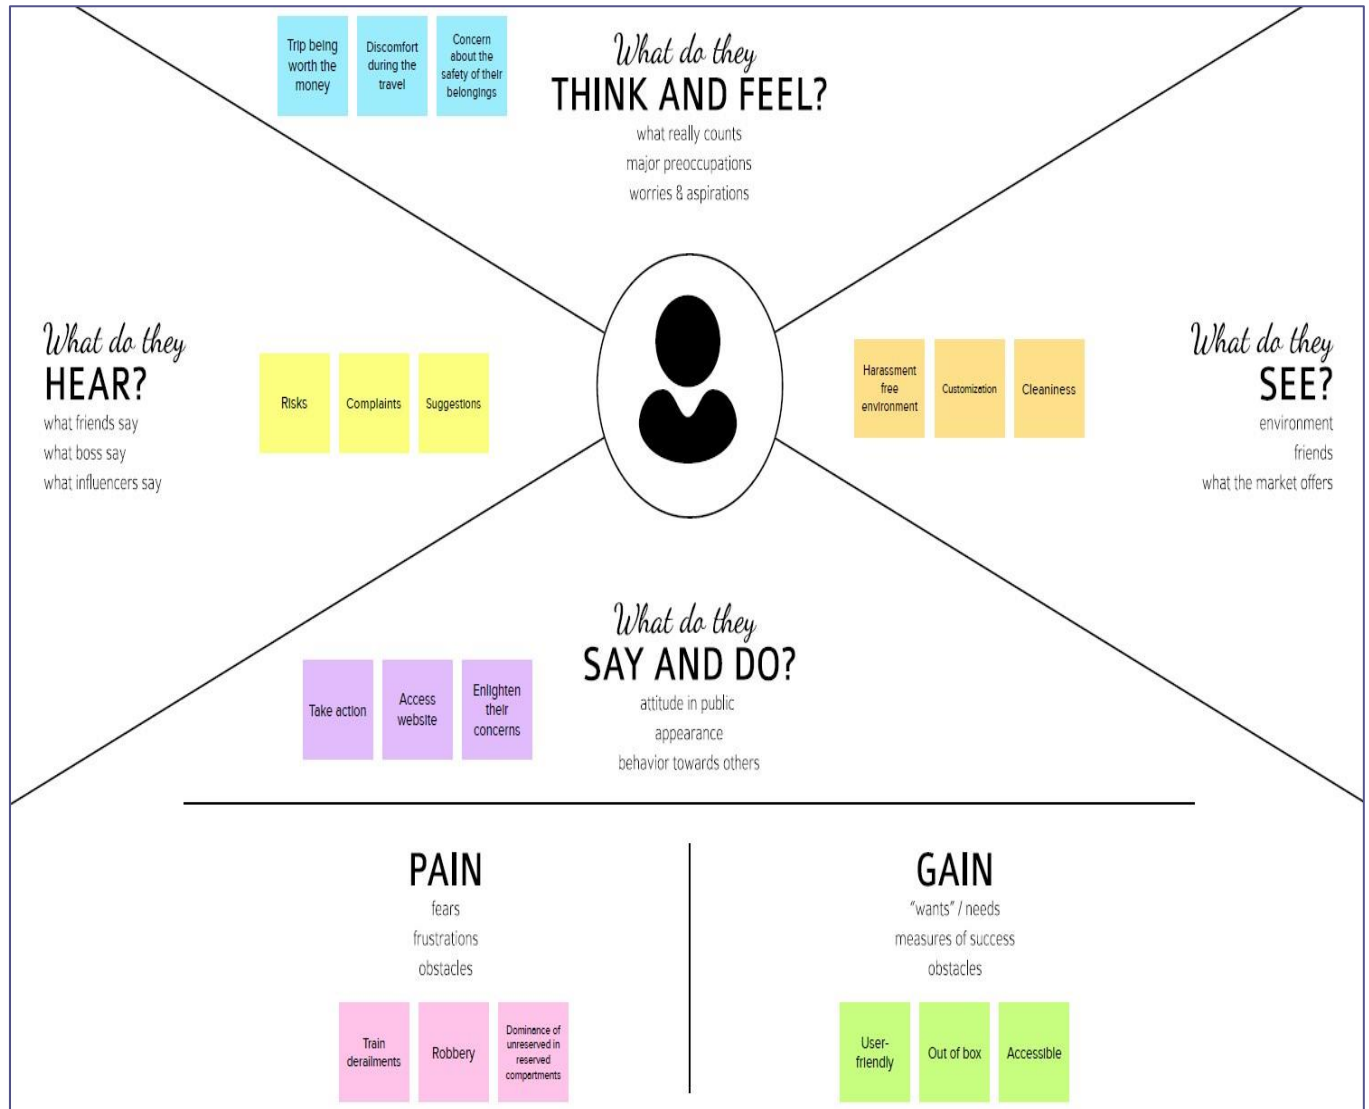 Trip being
worth the
money
Discomfort
during the
travel
Concern
about the
safety of their
belongings
What do they
THINK AND FEEL?
what really counts
major preoccupations
worries & aspirations
What do they
HEAR?
what friends say
what boss say
what influencers say
Risks
Complaints
Suggestions
Harassment
free
environment
Customization
Cleaniness
What do they
SEE?
environment
friends
what the market offers
What do they
SAY AND DO?
attitude in public
appearance
behavior towards others
Take action
Access
website
Enlighten
their
concerns
PAIN
fears
frustrations
obstacles
Train
derailments
Robbery
Dominance of
unreserved in
reserved
compartments
GAIN
"wants" / needs
measures of success
obstacles
User-
friendly
Out of box
Accessible